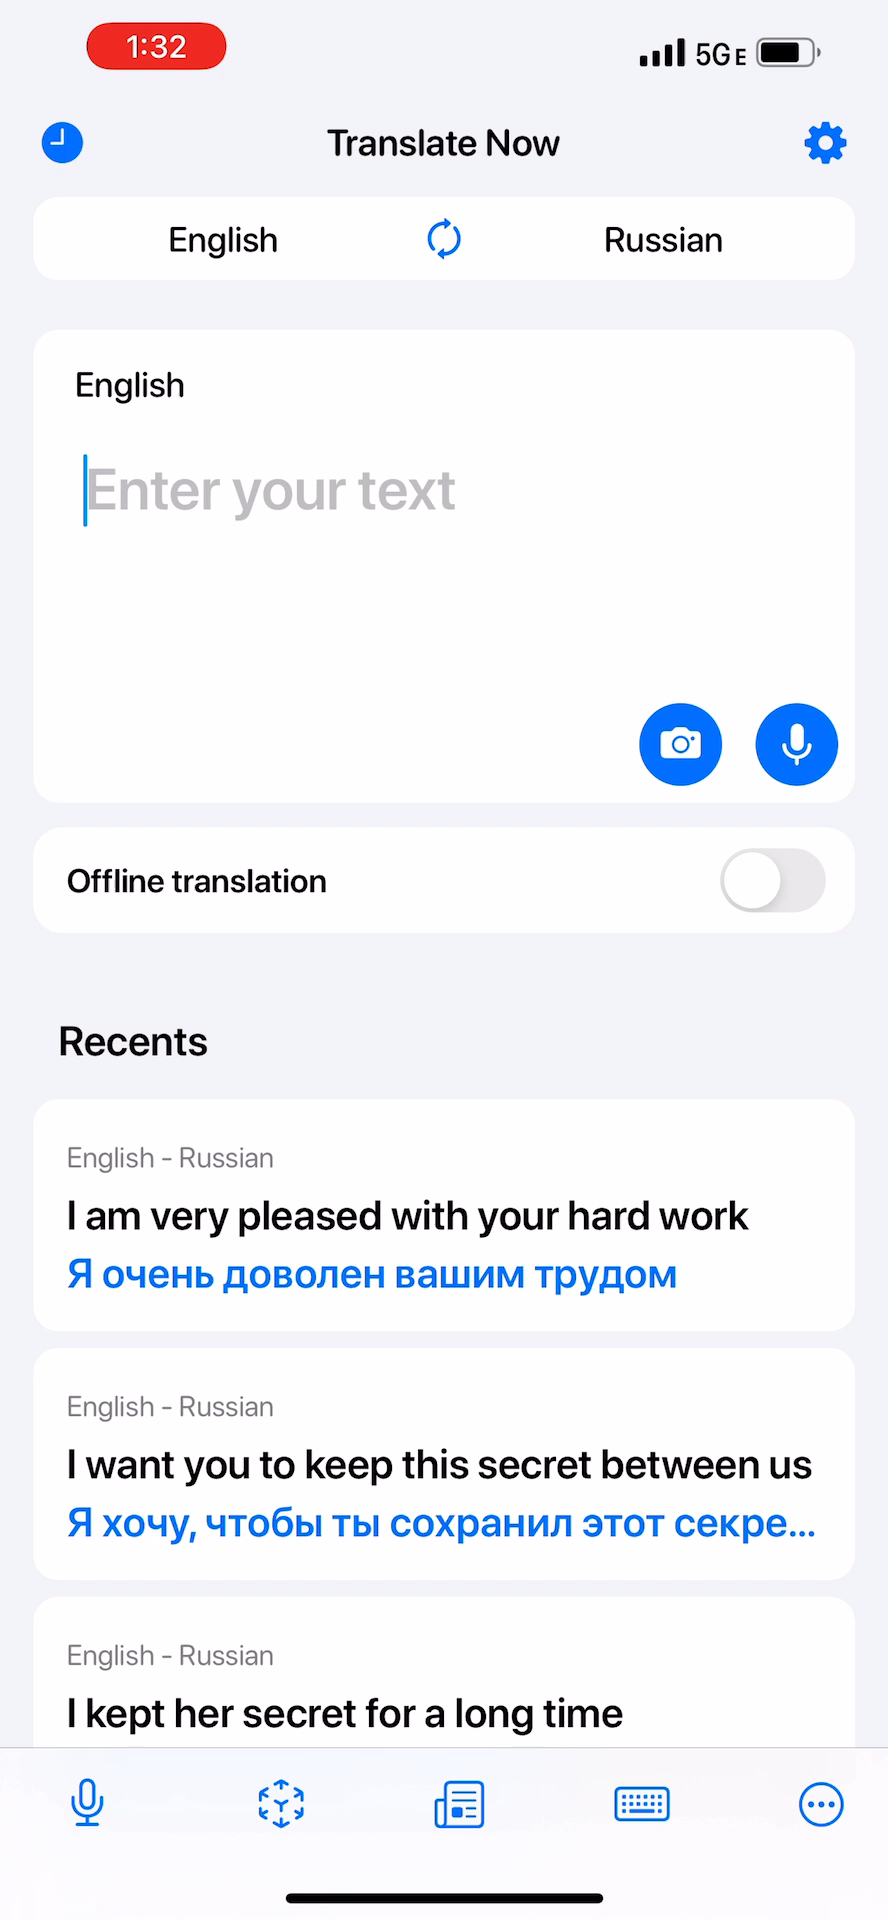 1:32
5GE
Translate Now
English
Russian
English
Enter your text
Offline translation
Recents
English - Russian
I am very pleased with your hard work
Я очень доволен вашим трудом
English - Russian
I want you to keep this secret between us
Я хочу, чтобы ты сохранил этот секре...
English - Russian
I kept her secret for a long time